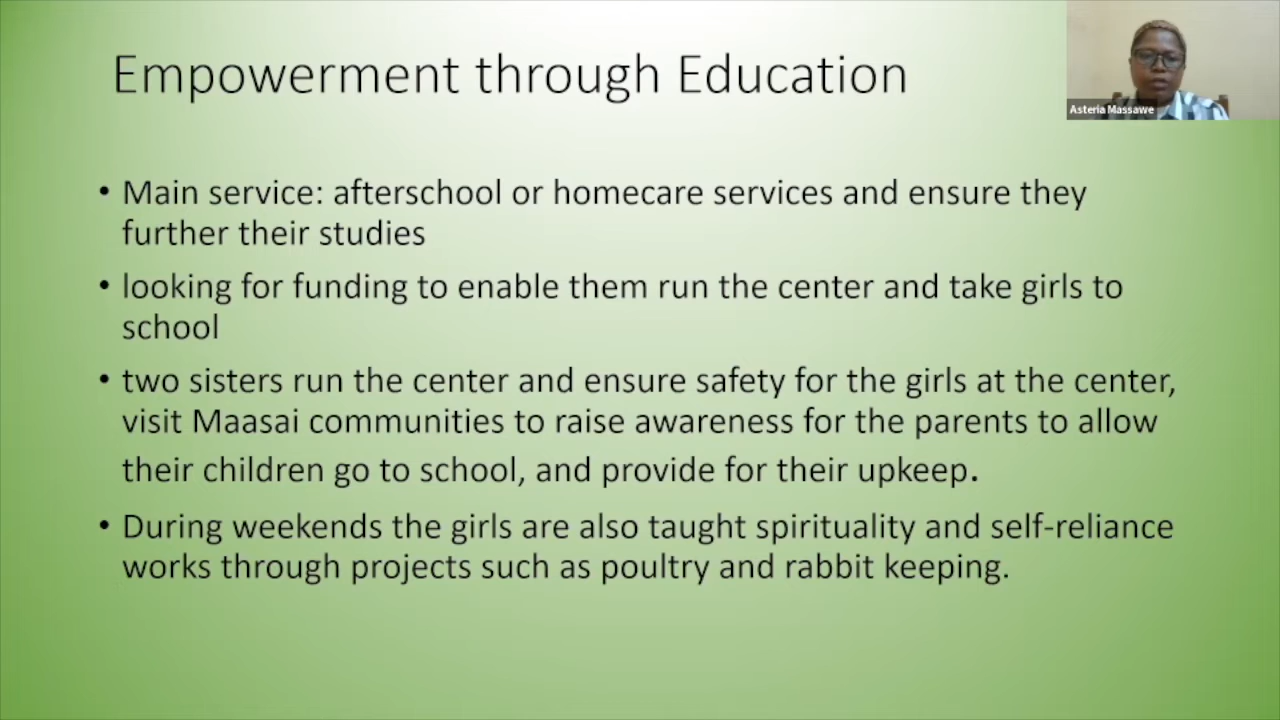 Empowerment through Education
Asteria Massawe
• Main service: afterschool or homecare services and ensure they
further their studies
• looking for funding to enable them run the center and take girls to
school
• two sisters run the center and ensure safety for the girls at the center,
visit Maasai communities to raise awareness for the parents to allow
their children go to school, and provide for their upkeep.
• During weekends the girls are also taught spirituality and self-reliance
works through projects such as poultry and rabbit keeping.